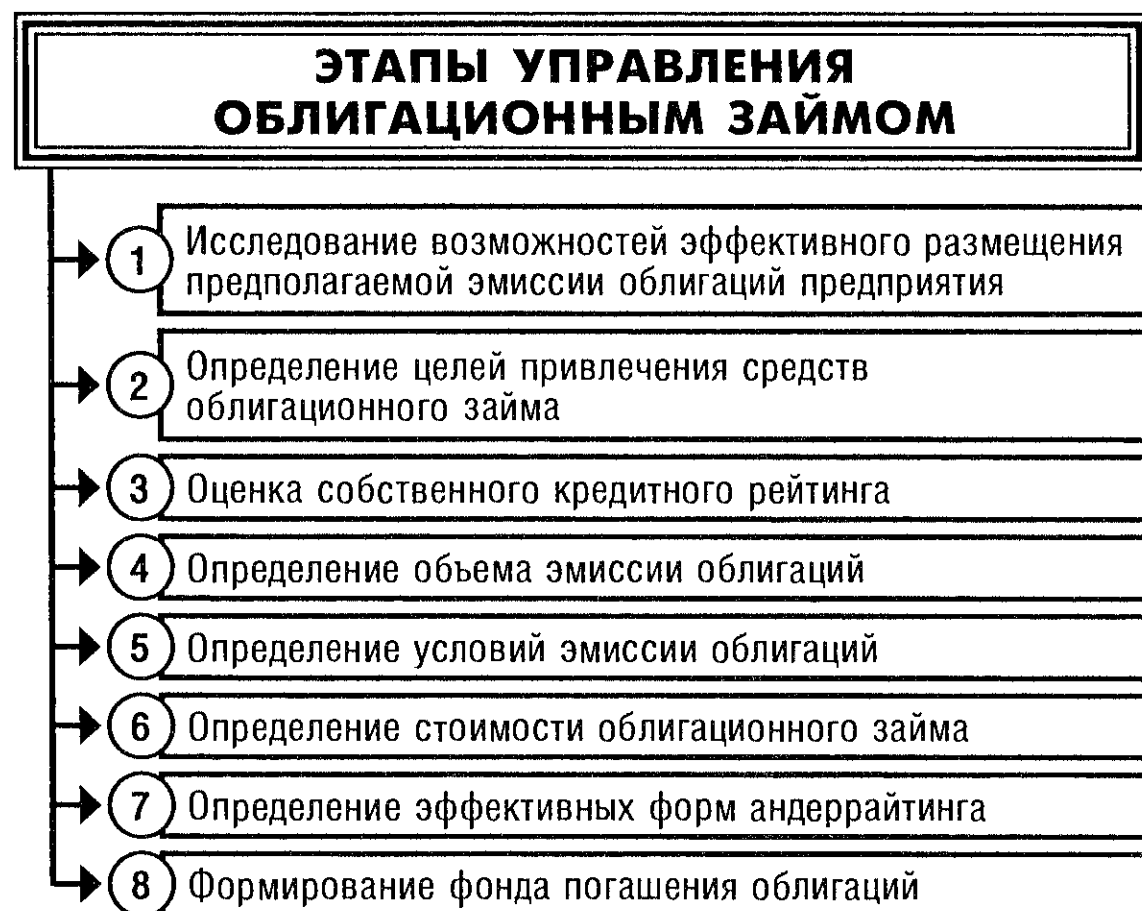 ЭТАПЫ УПРАВЛЕНИЯ
ОБЛИГАЦИОННЫМ ЗАЙМОМ
1 Исследование возможностей эффективного размещения
предполагаемой эмиссии облигаций предприятия
2 Определение целей привлечения средств
облигационного займа
3 Оценка собственного кредитного рейтинга
4 Определение обьема эмиссии облигаций
5 Определение условий эмиссии облигаций
6 Определение стоимости облигационного займа
7 Определение эффективных форм андеррайтинга
8 Формирование фонда погашения облигаций